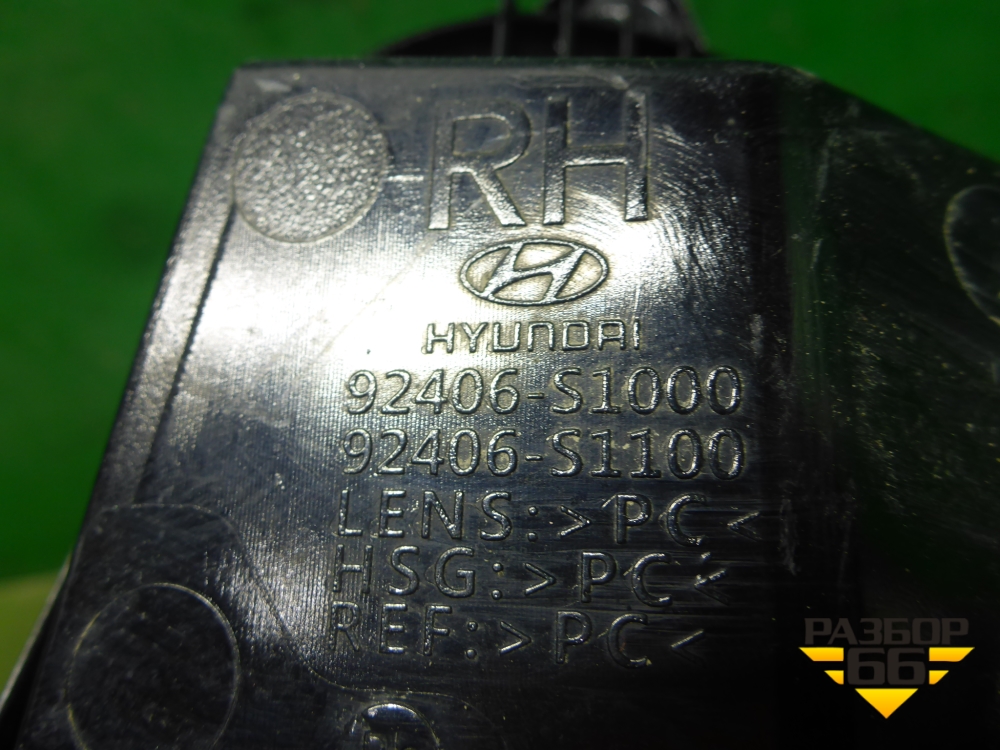 RH
HYUNDAI
92406-S1000
92406-S1100
LENS:>PC<
HSG:>PC<
REF:>PC<
РАЗБОР
66